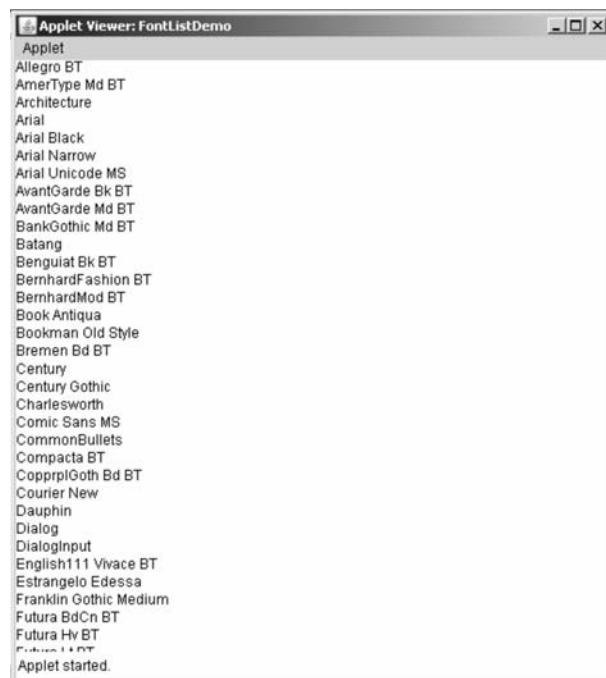 Applet Viewer: FontListDemo
Applet
Allegro BT
AmerType Md BT
Architecture
Arial
Arial Black
Arial Narrow
Arial Unicode MS
AvantGarde Bk BT
AvantGarde Md BT
BankGothic Md BT
Batang
Benguiat Bk BT
BernhardFashion BT
BernhardMod BT
Book Antiqua
Bookman Old Style
Bremen Bd BT
Century
Century Gothic
Charlesworth
Comic Sans MS
CommonBullets
Compacta BT
CopprplGoth Bd BT
Courier New
Dauphin
Dialog
DialogInput
English111 Vivace BT
Estrangelo Edessa
Franklin Gothic Medium
Futura BdCn BT
Futura Hv BT
Futura Lt BT
Applet started.